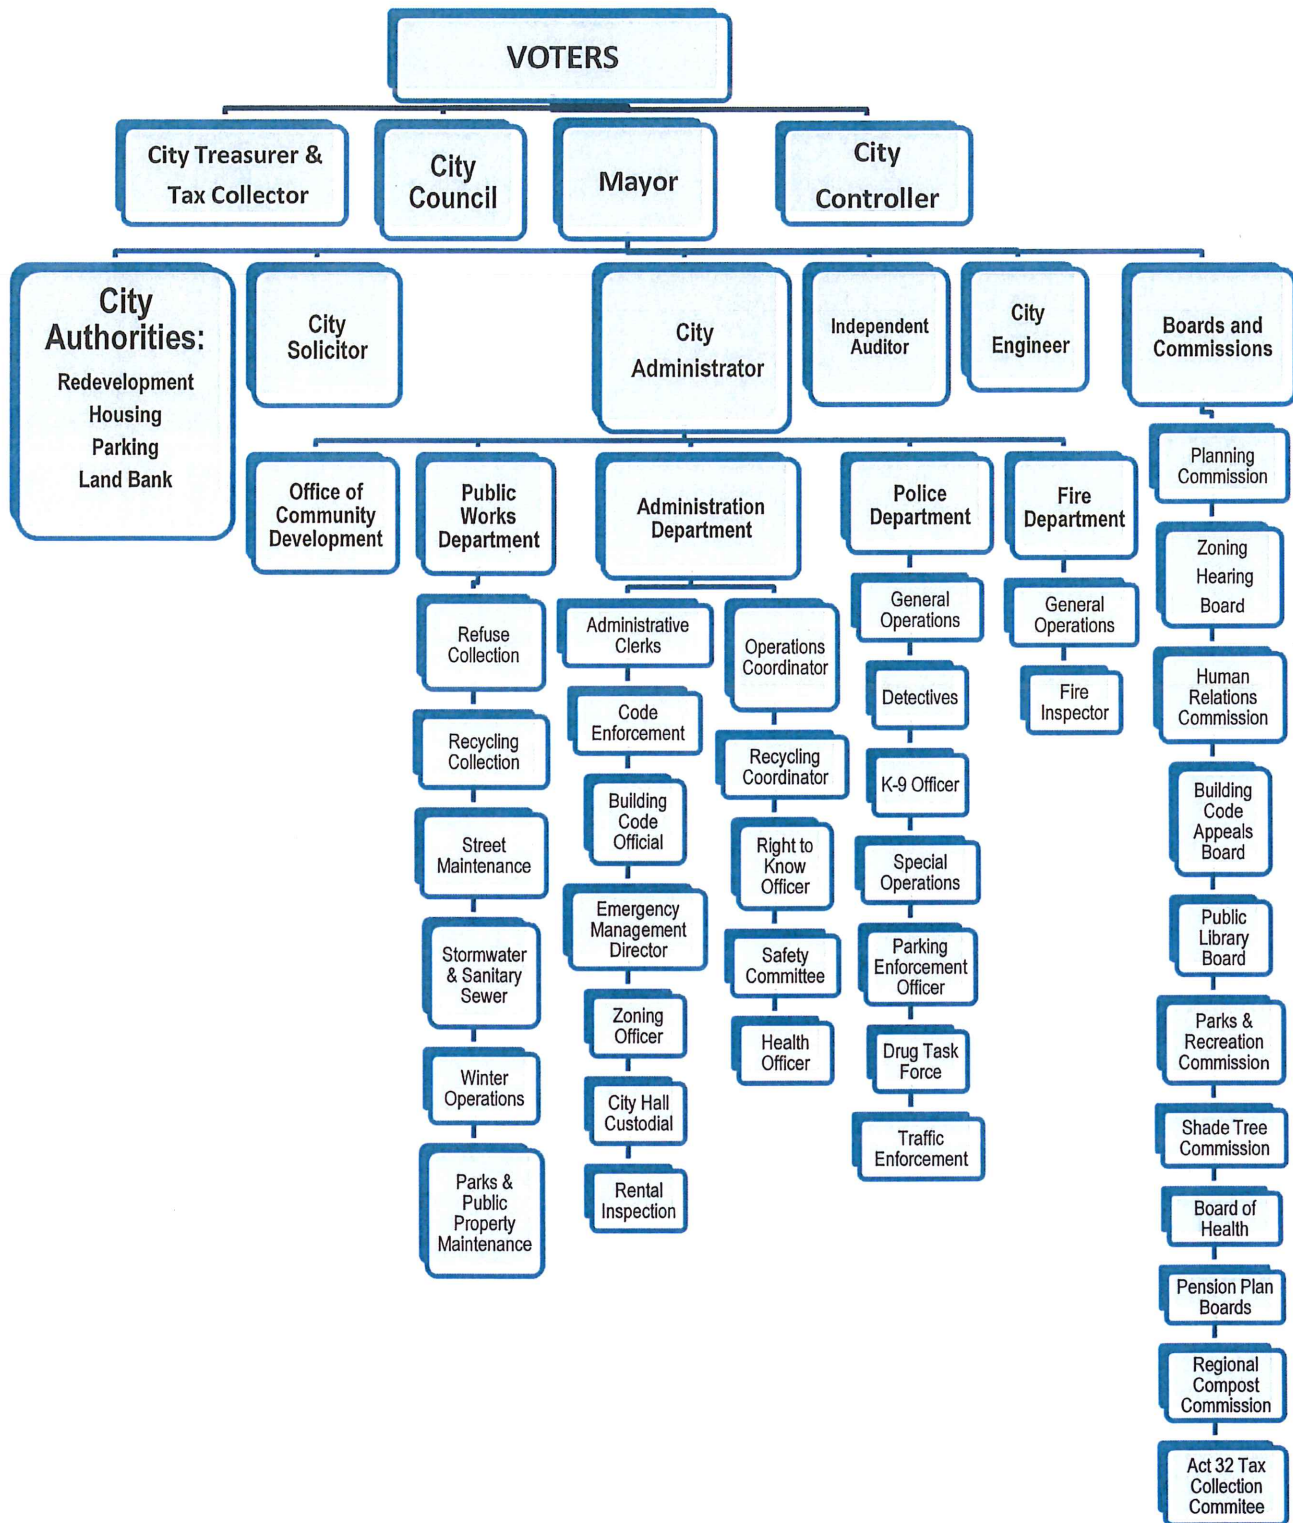 VOTERS
City Treasurer &
Tax Collector
City
Council
Mayor
City
Controller
City
Authorities:
Redevelopment
Housing
Parking
Land Bank
City
Solicitor
City
Administrator
Independent
Auditor
City
Engineer
Boards and
Commissions
Office of
Community
Development
Public
Works
Department
Administration
Department
Police
Department
Fire
Department
Refuse
Collection
Recycling
Collection
Street
Maintenance
Stormwater
& Sanitary
Sewer
Winter
Operations
Parks &
Public
Property
Maintenance
Administrative
Clerks
Code
Enforcement
Building
Code
Official
Emergency
Management
Director
Zoning
Officer
City Hall
Custodial
Rental
Inspection
Operations
Coordinator
Recycling
Coordinator
Right to
Know
Officer
Safety
Committee
Health
Officer
General
Operations
Detectives
K-9 Officer
Special
Operations
Parking
Enforcement
Officer
Drug Task
Force
Traffic
Enforcement
General
Operations
Fire
Inspector
Planning
Commission
Zoning
Hearing
Board
Human
Relations
Commission
Building
Code
Appeals
Board
Public
Library
Board
Parks &
Recreation
Commission
Shade Tree
Commission
Board of
Health
Pension Plan
Boards
Regional
Compost
Commission
Act 32 Tax
Collection
Commitee